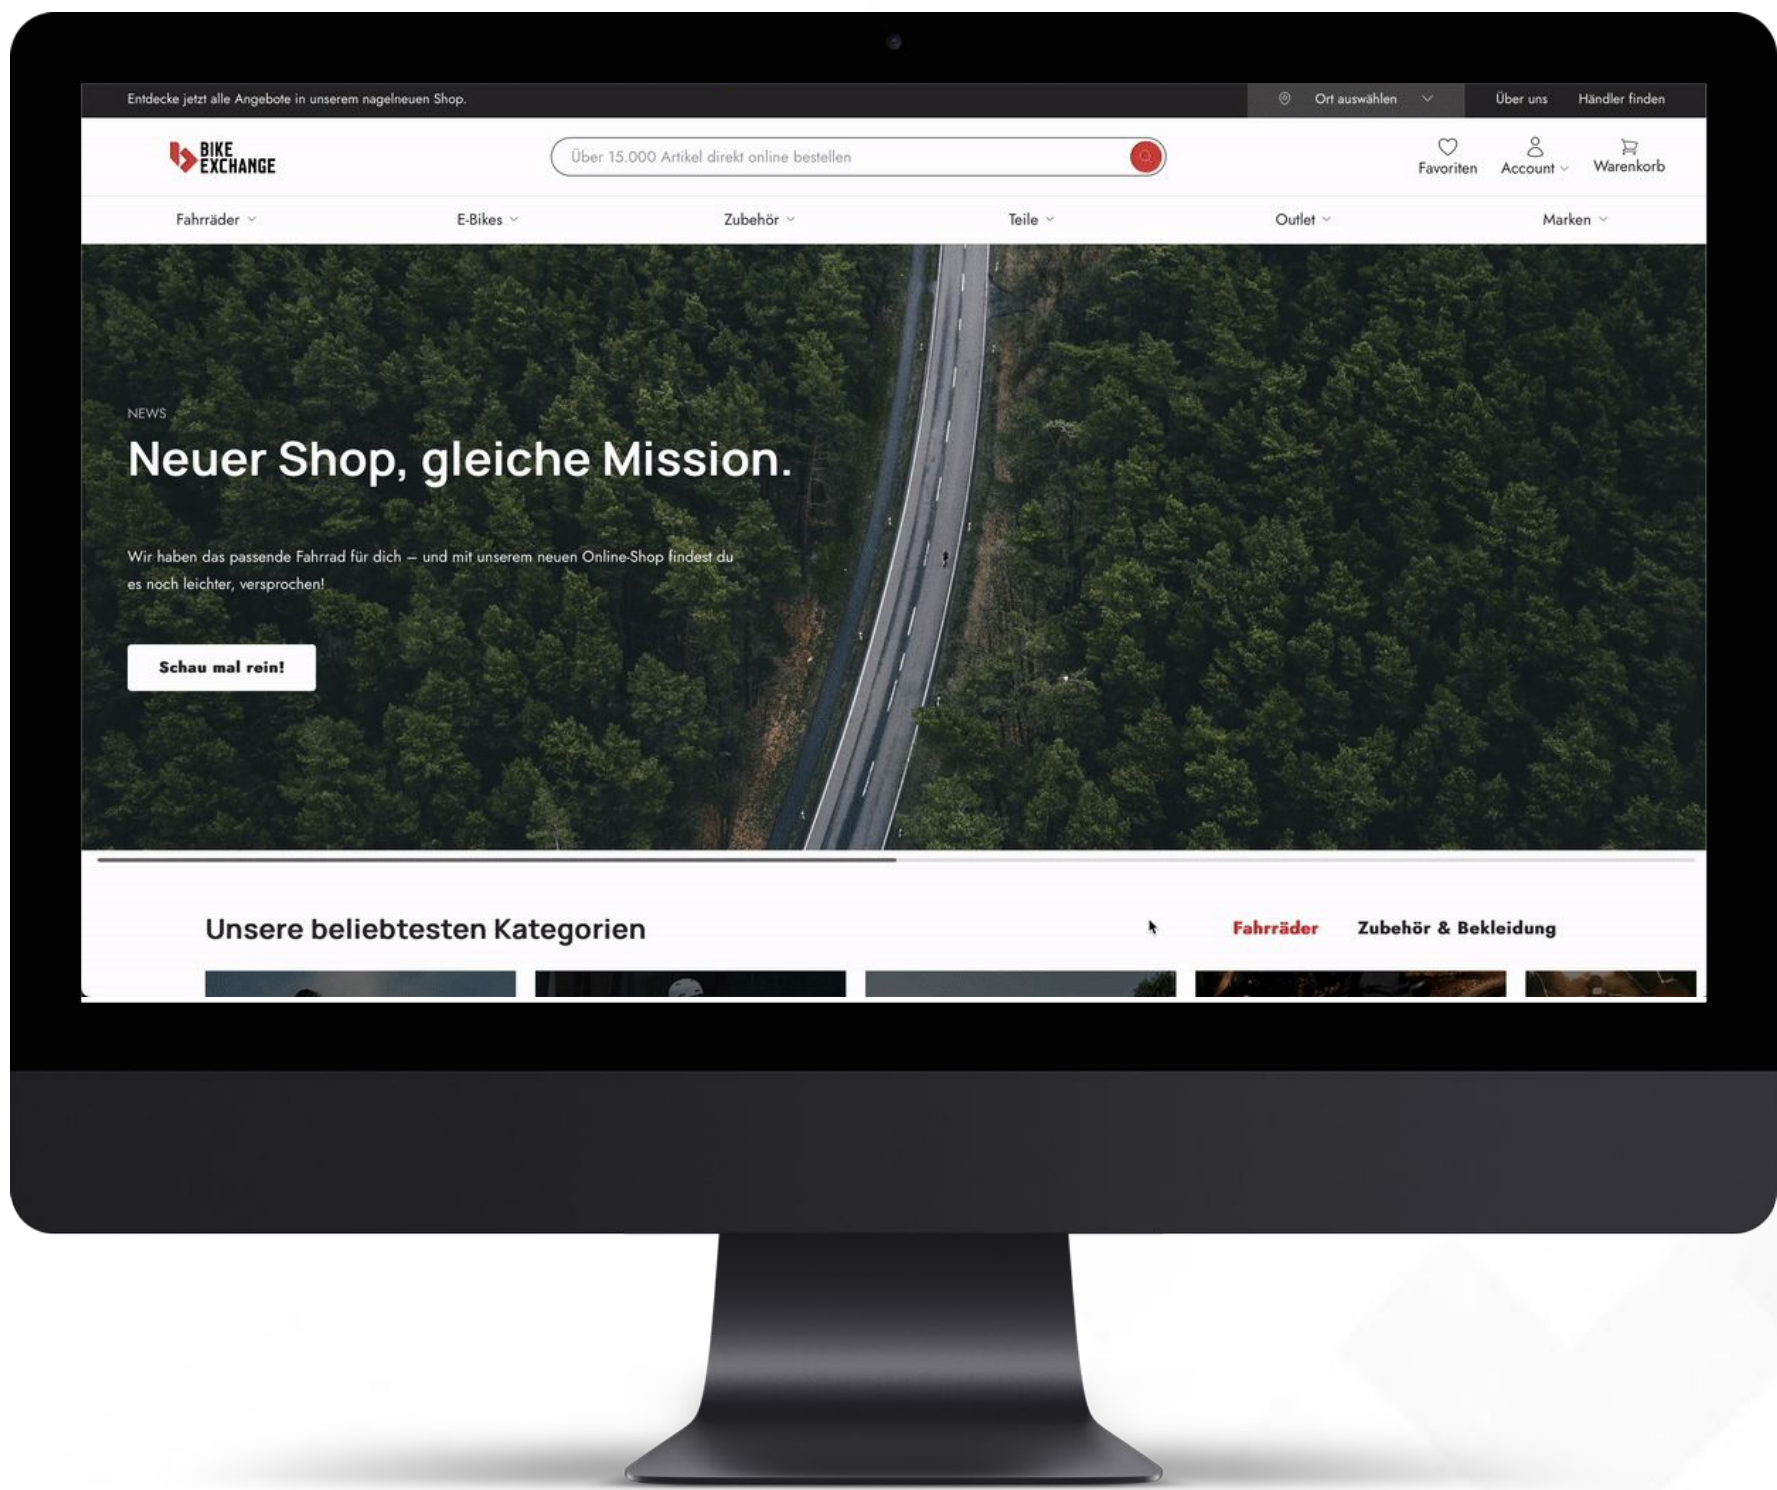 Entdecke jetzt alle Angebote in unserem nagelneuen Shop.
Ort auswählen
Über uns
Händler finden
BIKE
EXCHANGE
Über 15.000 Artikel direkt online bestellen
Favoriten
Account
Warenkorb
Fahrräder
E-Bikes
Zubehör
Teile
Outlet
Marken
NEWS
Neuer Shop, gleiche Mission.
Wir haben das passende Fahrrad für dich – und mit unserem neuen Online-Shop findest du
es noch leichter, versprochen!
Schau mal rein!
Unsere beliebtesten Kategorien
Fahrräder
Zubehör & Bekleidung